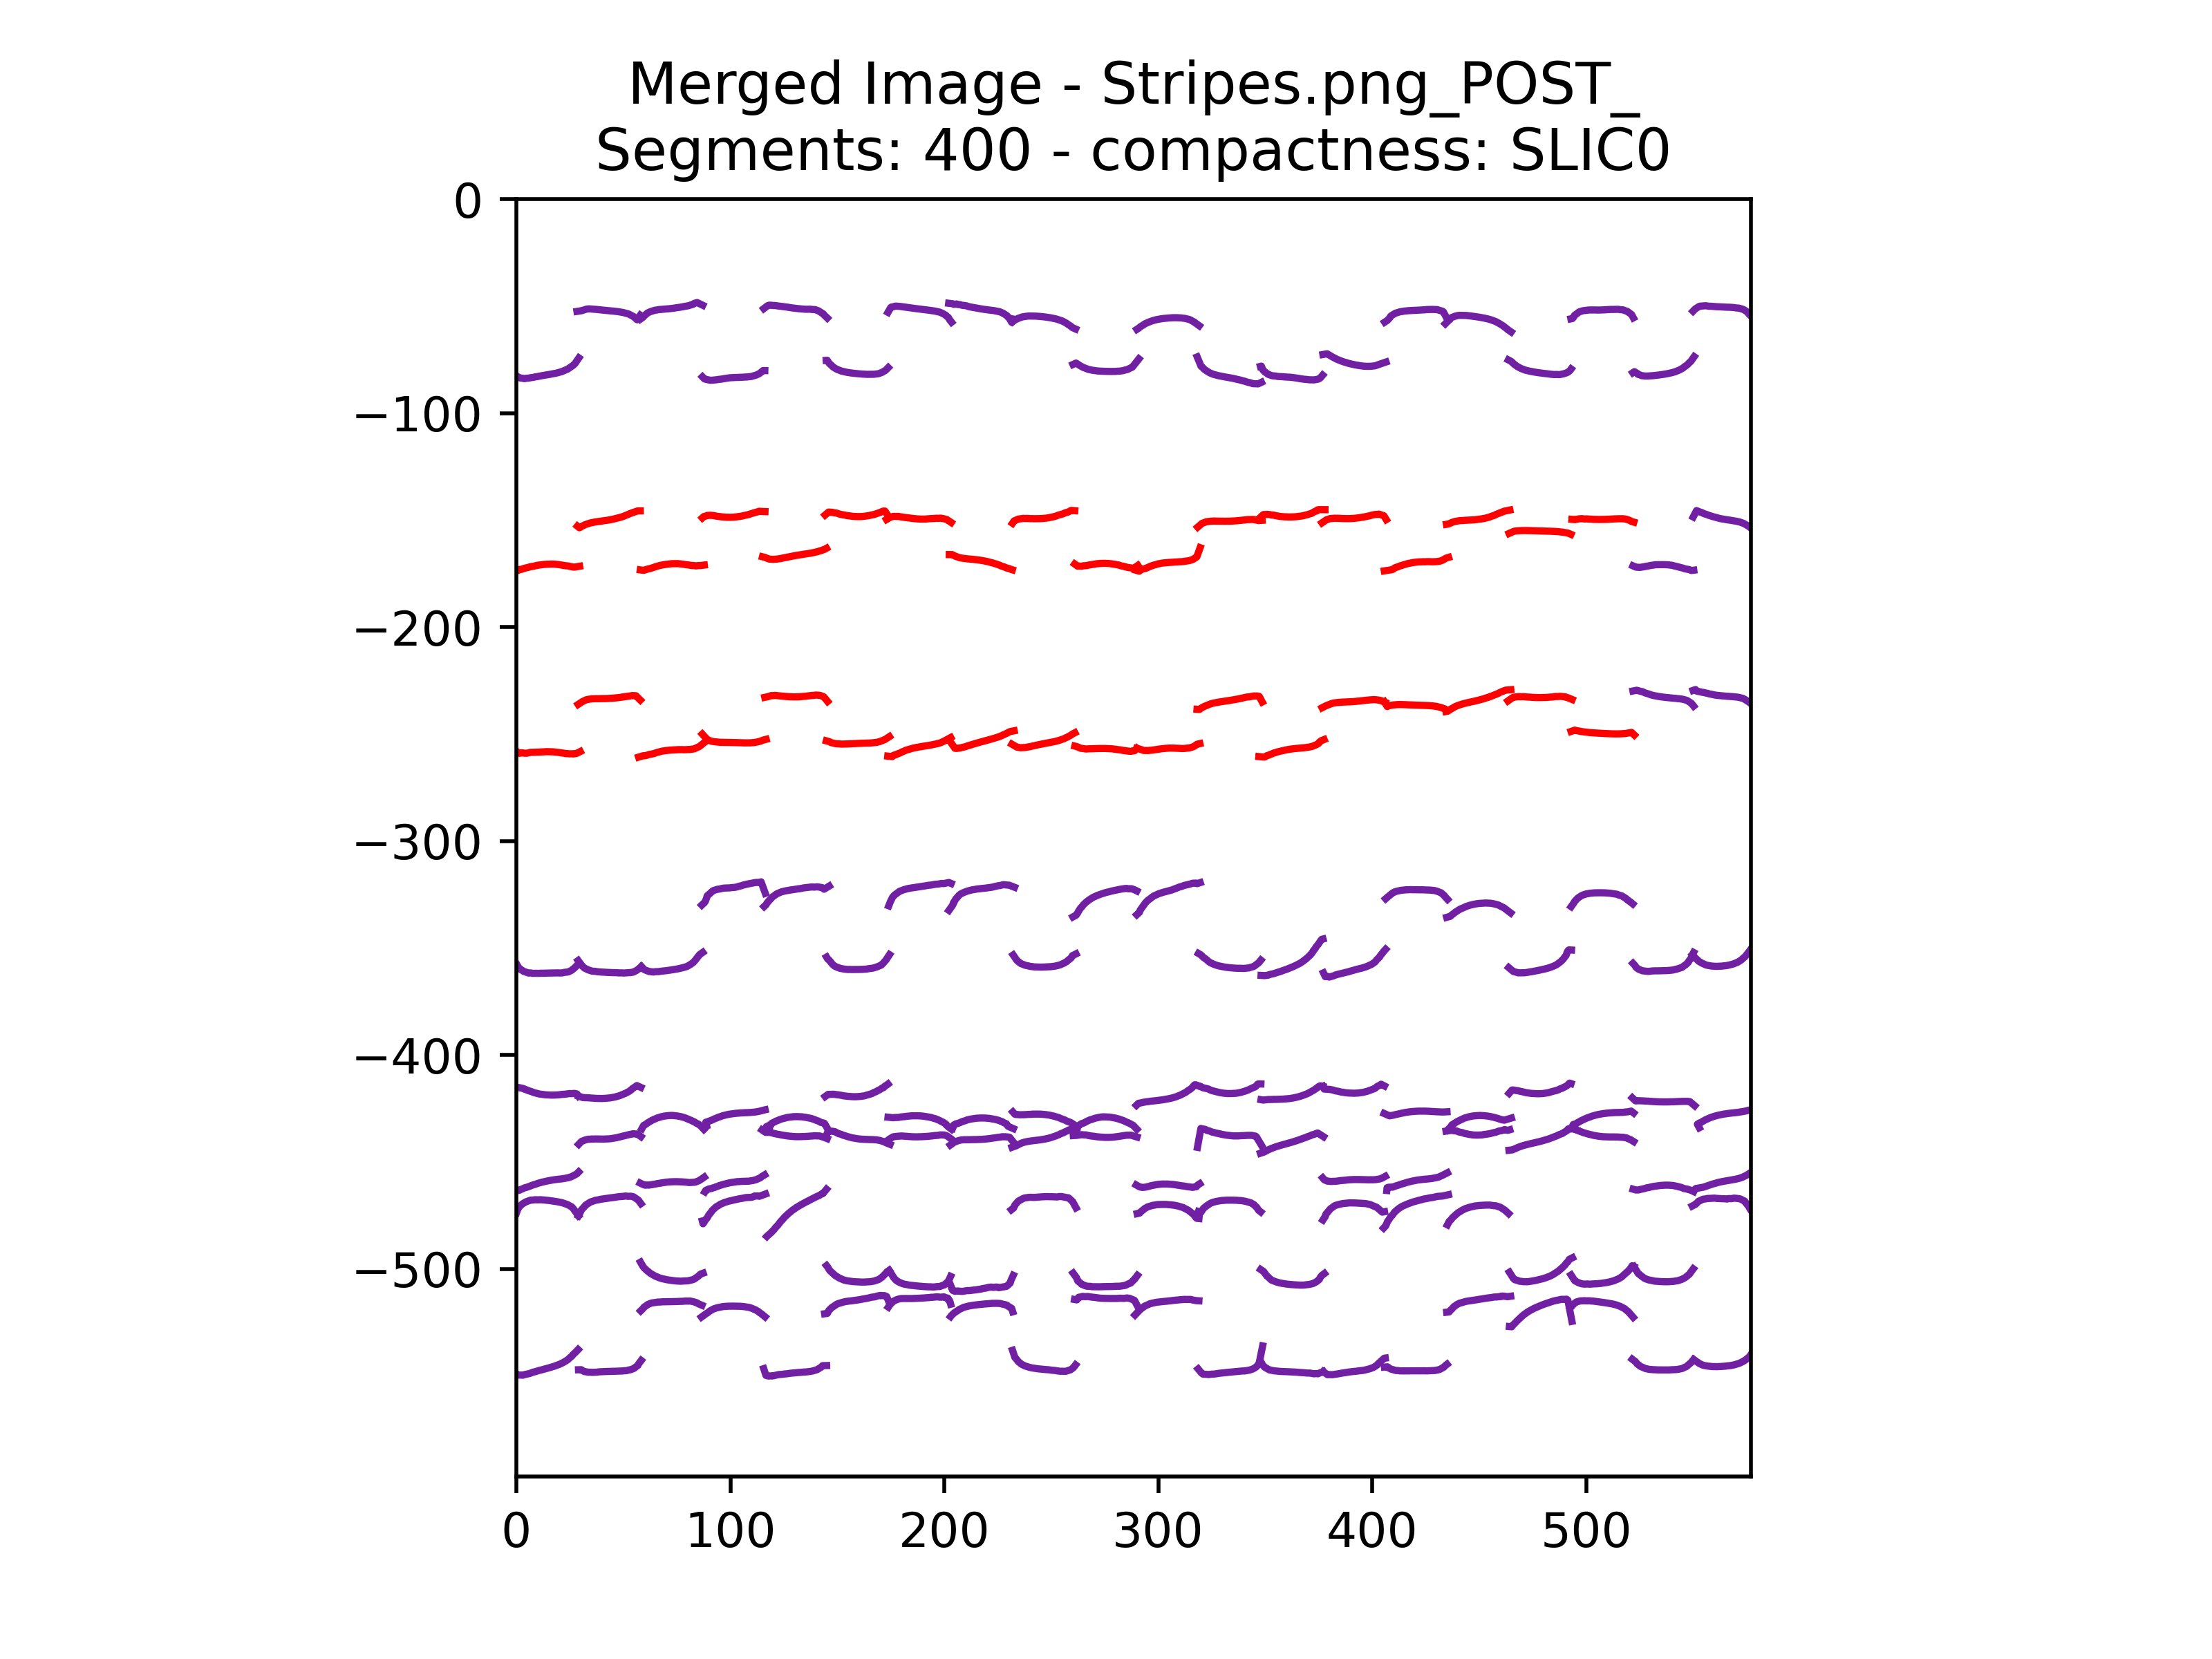 Merged Image - Stripes.png_POST_
Segments: 400 - compactness: SLIC0
0
−100
−200
−300
−400
−500
0 100 200 300 400 500